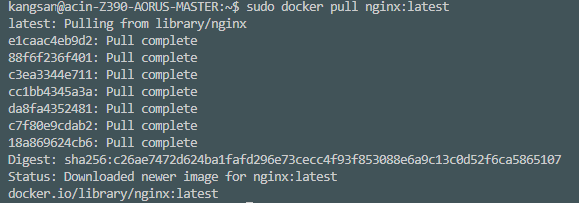 kangsan@acin-Z390-AORUS-MASTER:~$ sudo docker pull nginx:latest
latest: Pulling from library/nginx
e1caac4eb9d2: Pull complete
88f6f236f401: Pull complete
c3ea3344e711: Pull complete
cc1bb4345a3a: Pull complete
da8fa4352481: Pull complete
c7f80e9cdab2: Pull complete
18a869624cb6: Pull complete
Digest: sha256:c26ae7472d624ba1fafd296e73cecc4f93f853088e6a9c13c0d52f6ca5865107
Status: Downloaded newer image for nginx:latest
docker.io/library/nginx:latest